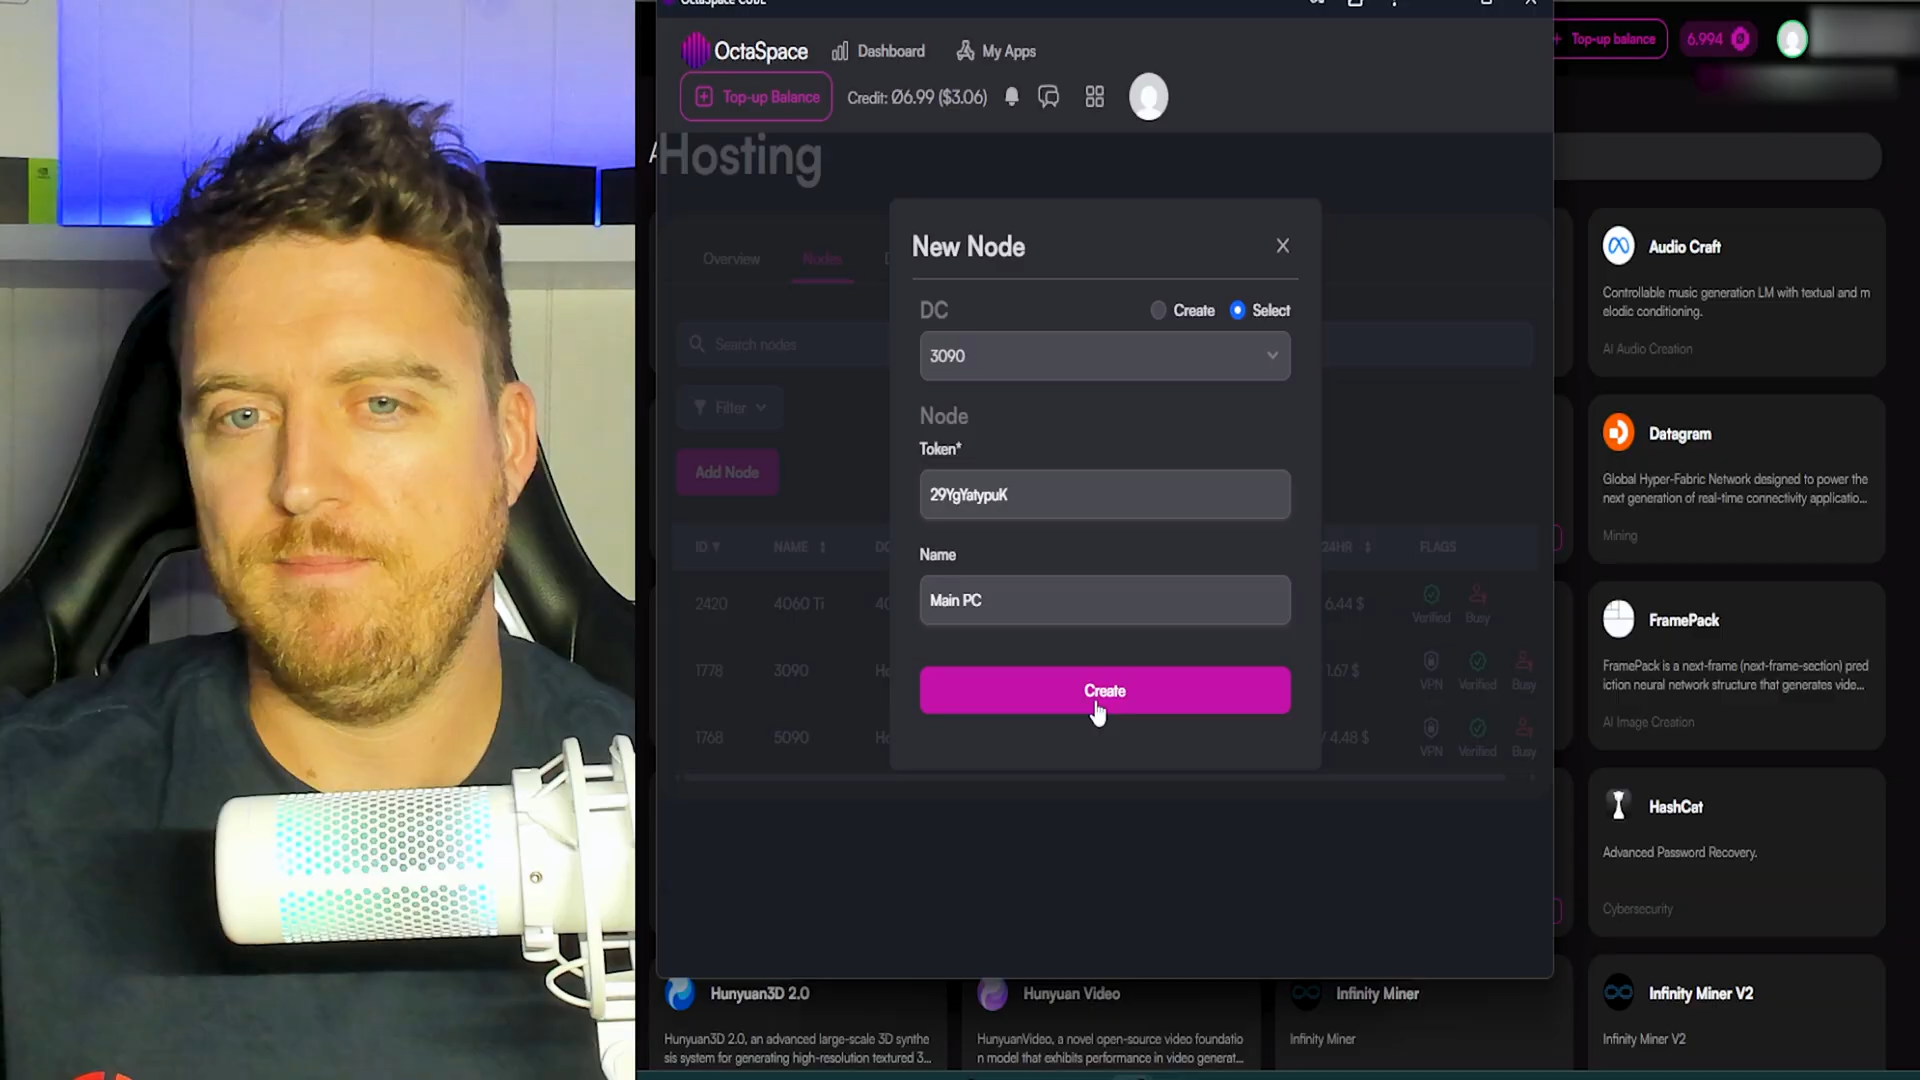 OctaSpace CUBE
OctaSpace
Dashboard
My Apps
Top-up Balance
Credit: Ø6.99 ($3.06)
Top-up balance
6.994
Hosting
Overview
Nodes
Search nodes
Filter
Add Node
ID
NAME
24HR
FLAGS
2420
4060 Ti
6.44 $
Verified
Busy
1778
3090
1.67 $
VPN
Verified
Busy
1768
5090
/ 4.48 $
VPN
Verified
Busy
New Node
DC
Create
Select
3090
Node
Token*
29YgYatypuK
Name
Main PC
Create
Audio Craft
Controllable music generation LM with textual and m
elodic conditioning.
AI Audio Creation
Datagram
Global Hyper-Fabric Network designed to power the
next generation of real-time connectivity applicatio...
Mining
FramePack
FramePack is a next-frame (next-frame-section) pred
iction neural network structure that generates vide...
AI Image Creation
HashCat
Advanced Password Recovery.
Cybersecurity
Hunyuan3D 2.0
Hunyuan3D 2.0, an advanced large-scale 3D synthe
sis system for generating high-resolution textured 3...
Hunyuan Video
HunyuanVideo, a novel open-source video foundatio
n model that exhibits performance in video generat...
Infinity Miner
Infinity Miner
Infinity Miner V2
Infinity Miner V2